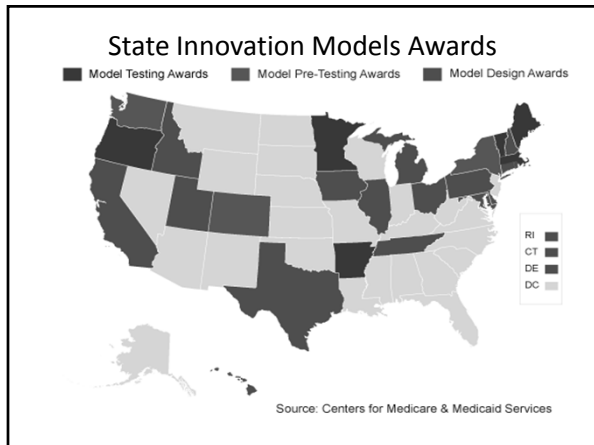 State Innovation Models Awards
Model Testing Awards Model Pre-Testing Awards Model Design Awards
RI
CT
DE
DC
Source: Centers for Medicare & Medicaid Services